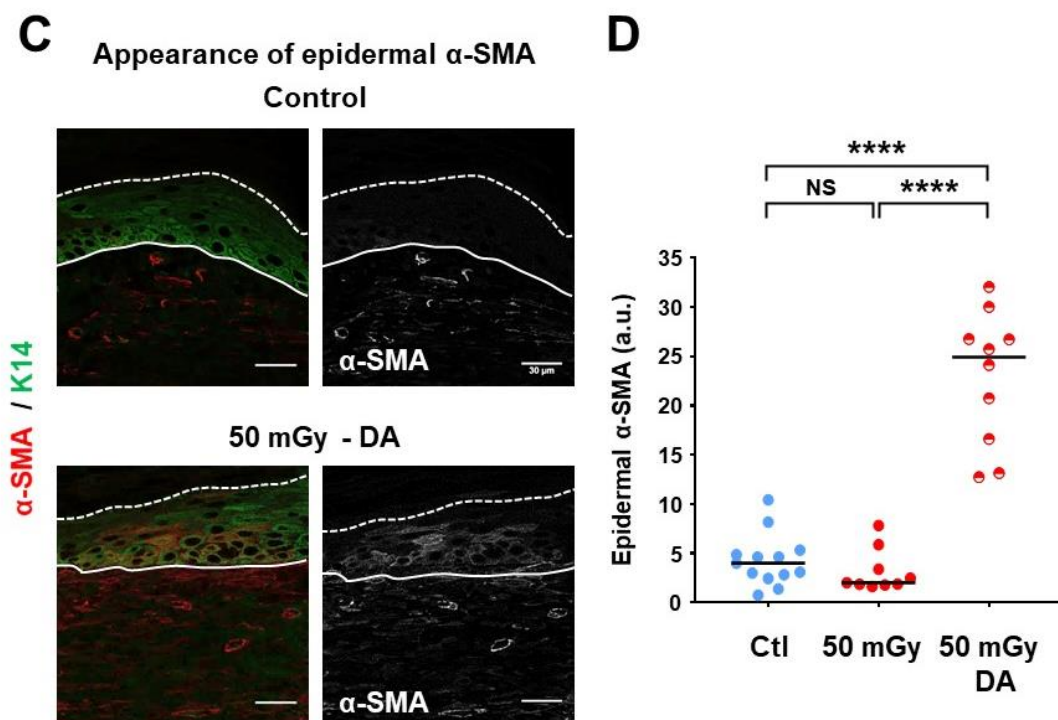 C
Appearance of epidermal α-SMA
Control
α-SMA
30 µm
α-SMA / K14
50 mGy - DA
α-SMA
D
****
NS
****
Epidermal α-SMA (a.u.)
35
30
25
20
15
10
5
0
Ctl
50 mGy
50 mGy
DA